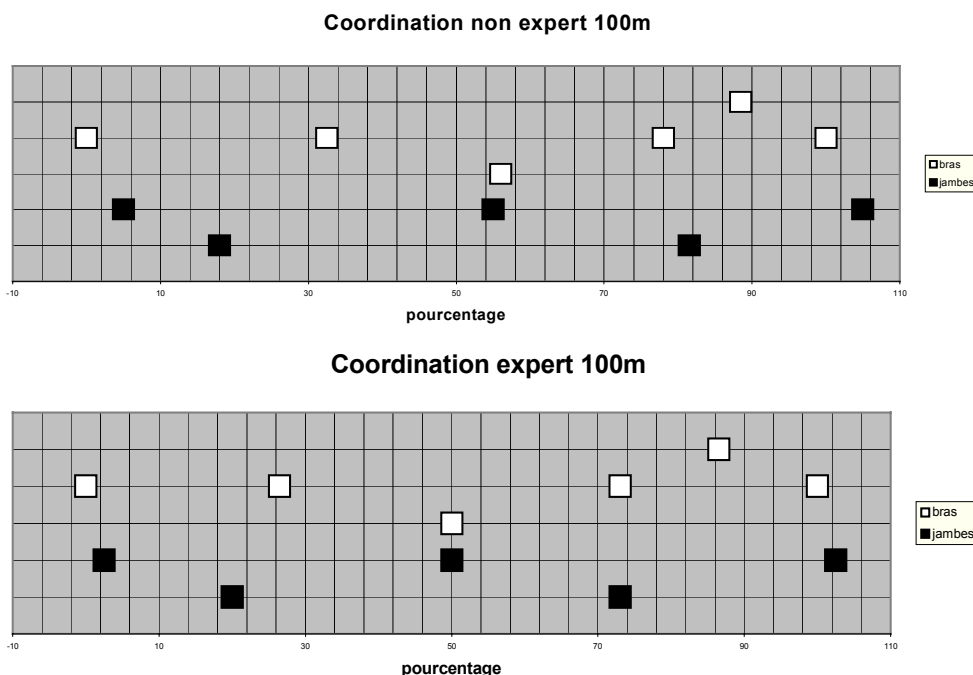 Coordination non expert 100m
bras
jambes
-10 10 30 50 70 90 110
pourcentage
Coordination expert 100m
bras
jambes
-10 10 30 50 70 90 110
pourcentage